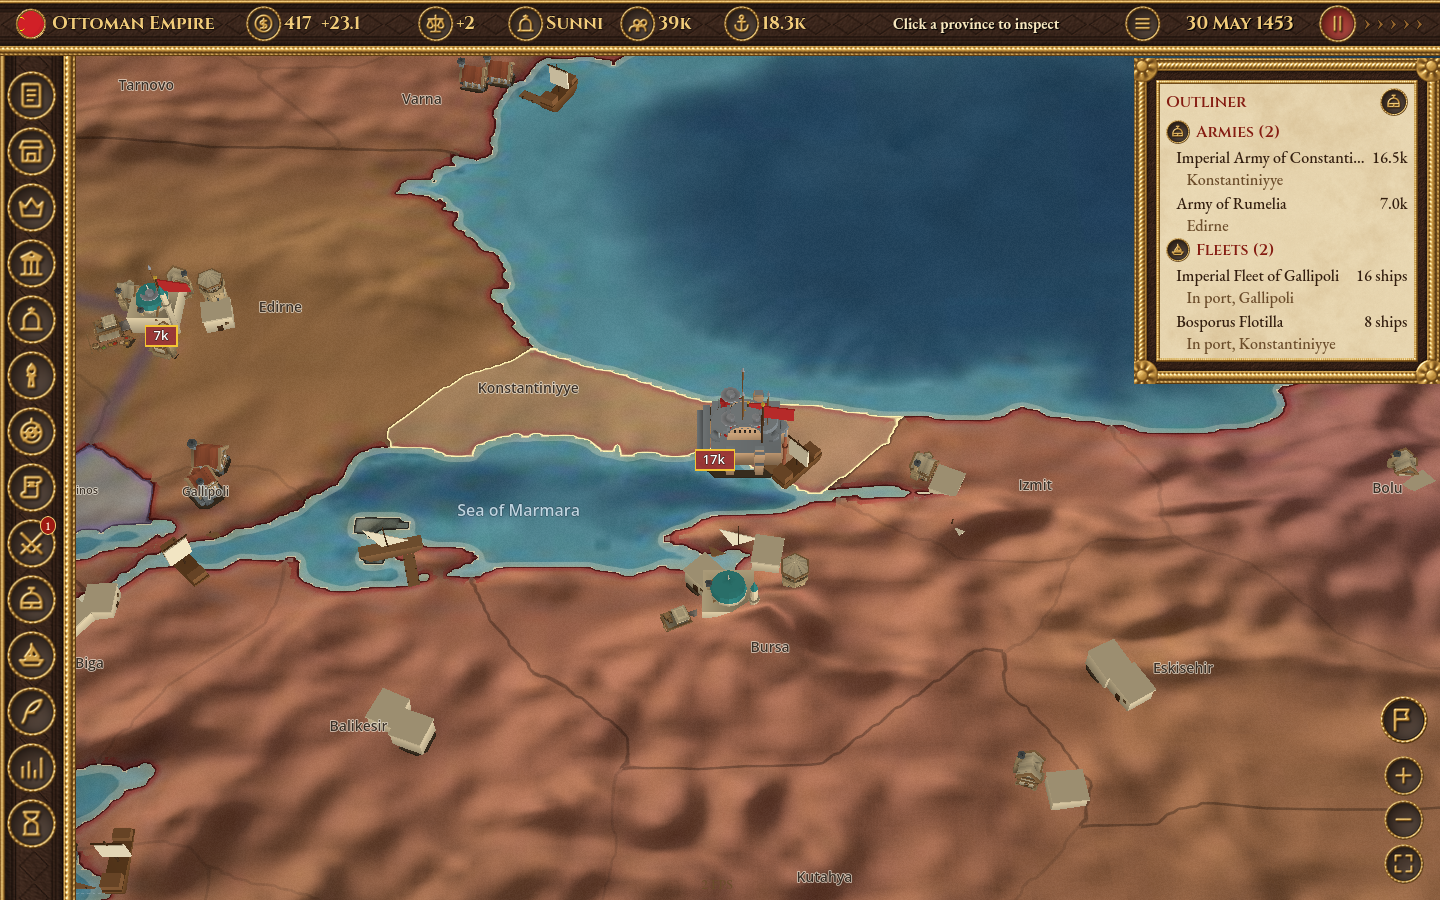 OTTOMAN EMPIRE 417 +23.1 +2 SUNNI 39K 18.3K Click a province to inspect 30 MAY 1453
Tarnovo
Varna
OUTLINER
ARMIES (2)
Imperial Army of Constanti... 16.5k
Konstantiniyye
Army of Rumelia 7.0k
Edirne
FLEETS (2)
Imperial Fleet of Gallipoli 16 ships
In port, Gallipoli
Bosporus Flotilla 8 ships
In port, Konstantiniyye
Edirne
7k
Konstantiniyye
17k
Gallipoli
inos
Izmit
Bolu
Sea of Marmara
1
Bursa
Biga
Eskisehir
Balikesir
Kutahya